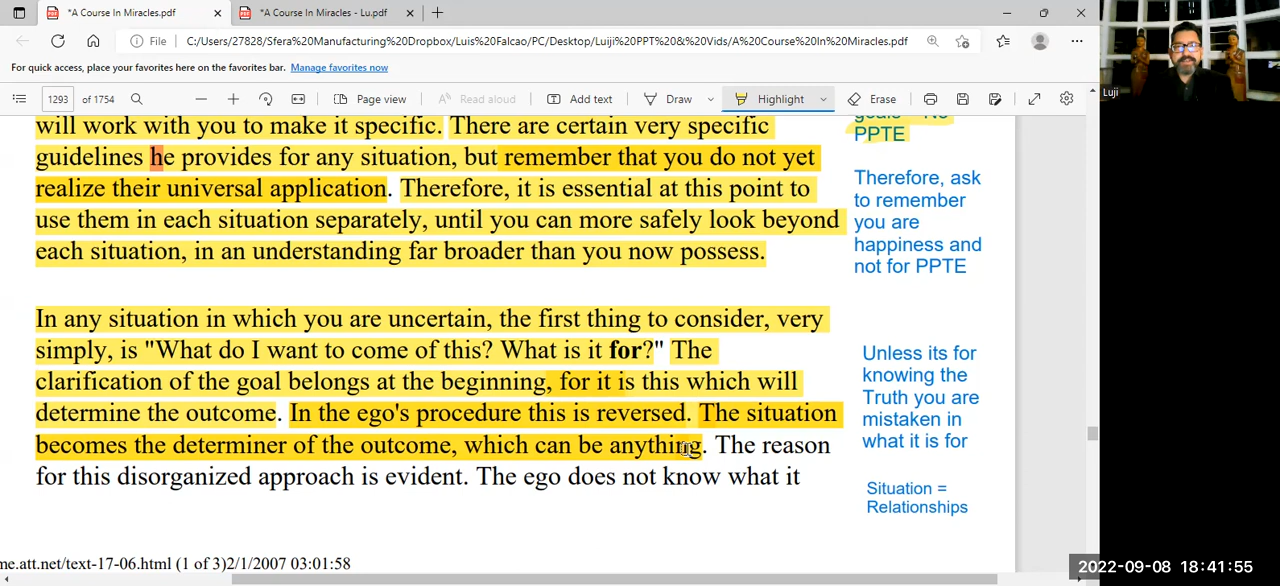 *A Course In Miracles.pdf
*A Course In Miracles - Lu.pdf
File
C:/Users/27828/Sfera%20Manufacturing%20Dropbox/Luis%20Falcao/PC/Desktop/Luiji%20PPT%20&%20Vids/A%20Course%20In%20Miracles.pdf
For quick access, place your favorites here on the favorites bar. Manage favorites now
1293 of 1754
Page view
Read aloud
Add text
Draw
Highlight
Erase
Luji
will work with you to make it specific. There are certain very specific
guidelines he provides for any situation, but remember that you do not yet
realize their universal application. Therefore, it is essential at this point to
use them in each situation separately, until you can more safely look beyond
each situation, in an understanding far broader than you now possess.
In any situation in which you are uncertain, the first thing to consider, very
simply, is "What do I want to come of this? What is it for?" The
clarification of the goal belongs at the beginning, for it is this which will
determine the outcome. In the ego's procedure this is reversed. The situation
becomes the determiner of the outcome, which can be anything. The reason
for this disorganized approach is evident. The ego does not know what it
me.att.net/text-17-06.html (1 of 3)2/1/2007 03:01:58
PPTE
Therefore, ask
to remember
you are
happiness and
not for PPTE
Unless its for
knowing the
Truth you are
mistaken in
what it is for
Situation =
Relationships
2022-09-08 18:41:55